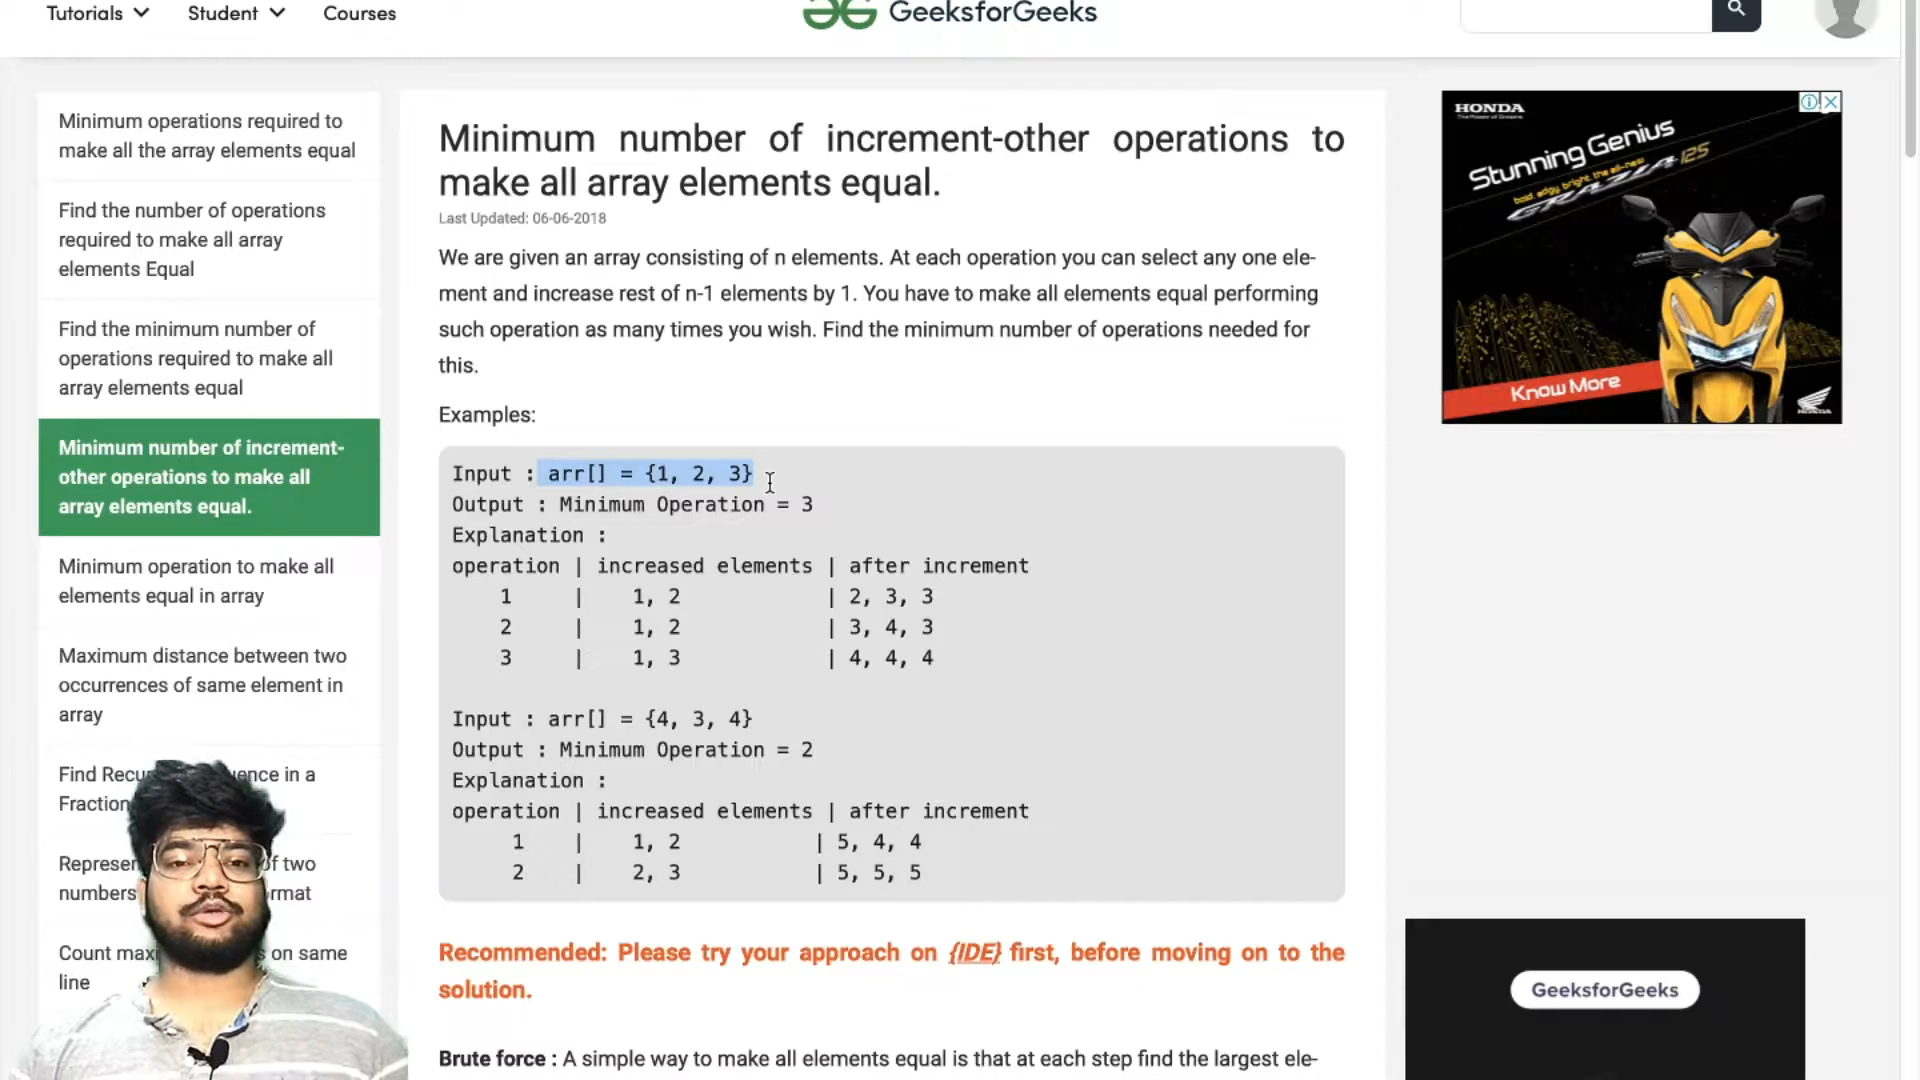 Tutorials
Student
Courses
GeeksforGeeks
Minimum operations required to
make all the array elements equal
Find the number of operations
required to make all array
elements Equal
Find the minimum number of
operations required to make all
array elements equal
Minimum number of increment-
other operations to make all
array elements equal.
Minimum operation to make all
elements equal in array
Maximum distance between two
occurrences of same element in
array
Find Recu ence in a
Fraction
Represen of two
numbers rmat
Count max s on same
line
Minimum number of increment-other operations to
make all array elements equal.
Last Updated: 06-06-2018
We are given an array consisting of n elements. At each operation you can select any one ele-
ment and increase rest of n-1 elements by 1. You have to make all elements equal performing
such operation as many times you wish. Find the minimum number of operations needed for
this.
Examples:
Input : arr[] = {1, 2, 3}
Output : Minimum Operation = 3
Explanation :
operation | increased elements | after increment
1 | 1, 2 | 2, 3, 3
2 | 1, 2 | 3, 4, 3
3 | 1, 3 | 4, 4, 4
Input : arr[] = {4, 3, 4}
Output : Minimum Operation = 2
Explanation :
operation | increased elements | after increment
1 | 1, 2 | 5, 4, 4
2 | 2, 3 | 5, 5, 5
Recommended: Please try your approach on {IDE} first, before moving on to the
solution.
Brute force : A simple way to make all elements equal is that at each step find the largest ele-
HONDA
The Power of Dreams
Stunning Genius
bold, edgy, bright, the all-new
GRAZIA 125
Know More
HONDA
GeeksforGeeks